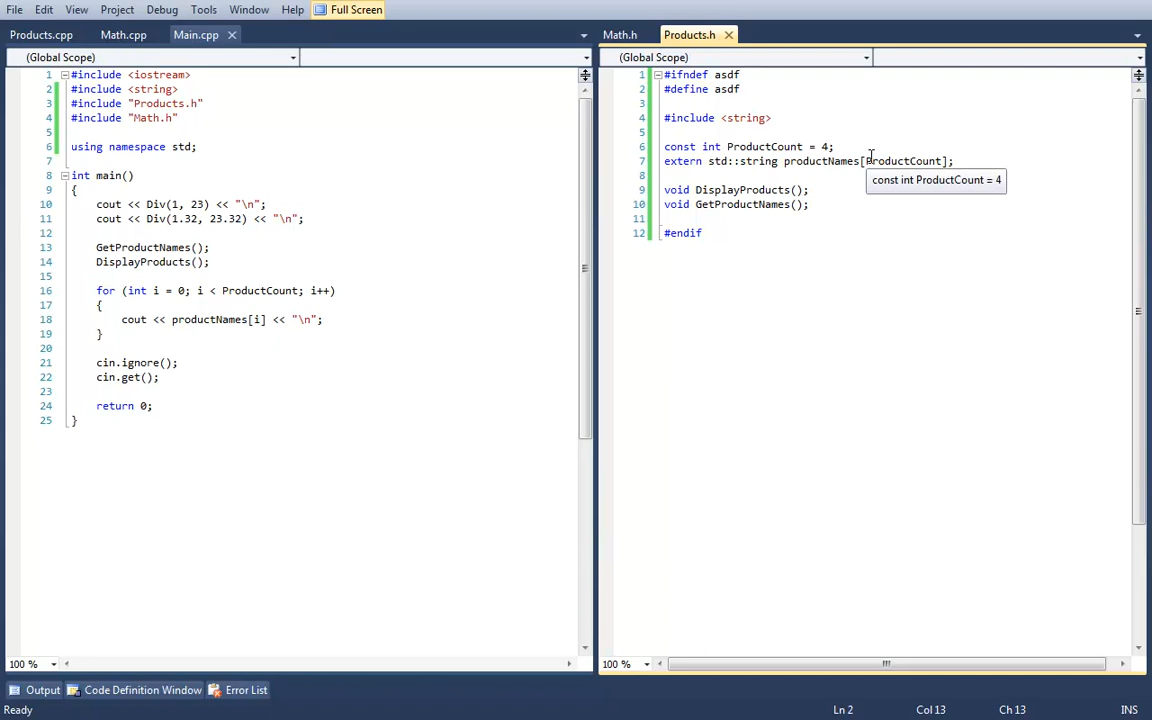 File Edit View Project Debug Tools Window Help Full Screen
Products.cpp Math.cpp Main.cpp
(Global Scope)
1 #include <iostream>
2 #include <string>
3 #include "Products.h"
4 #include "Math.h"
5
6 using namespace std;
7
8 int main()
9 {
10 cout << Div(1, 23) << "\n";
11 cout << Div(1.32, 23.32) << "\n";
12
13 GetProductNames();
14 DisplayProducts();
15
16 for (int i = 0; i < ProductCount; i++)
17 {
18 cout << productNames[i] << "\n";
19 }
20
21 cin.ignore();
22 cin.get();
23
24 return 0;
25 }
100 %
Math.h Products.h
(Global Scope)
1 #ifndef asdf
2 #define asdf
3
4 #include <string>
5
6 const int ProductCount = 4;
7 extern std::string productNames[ProductCount];
const int ProductCount = 4
8
9 void DisplayProducts();
10 void GetProductNames();
11
12 #endif
100 %
Output Code Definition Window Error List
Ready Ln 2 Col 13 Ch 13 INS